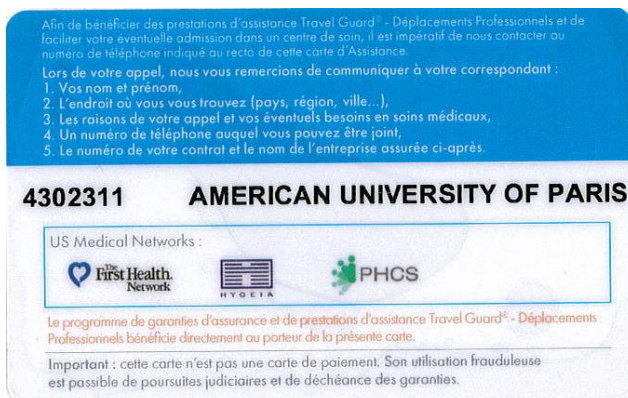 Afin de bénéficier des prestations d'assistance Travel Guard® - Déplacements Professionnels et de
faciliter votre éventuelle admission dans un centre de soin, il est impératif de nous contacter au
numéro de téléphone indiqué au recto de cette carte d'Assistance.
Lors de votre appel, nous vous remercions de communiquer à votre correspondant :
1. Vos nom et prénom,
2. L'endroit où vous vous trouvez (pays, région, ville...),
3. Les raisons de votre appel et vos éventuels besoins en soins médicaux,
4. Un numéro de téléphone auquel vous pouvez être joint,
5. Le numéro de votre contrat et le nom de l'entreprise assurée ci-après.
4302311 AMERICAN UNIVERSITY OF PARIS
US Medical Networks :
The
First Health.
Network
HYGEIA
PHCS
Le programme de garanties d'assurance et de prestations d'assistance Travel Guard® - Déplacements
Professionnels bénéficie directement au porteur de la présente carte.
Important : cette carte n'est pas une carte de paiement. Son utilisation frauduleuse
est passible de poursuites judiciaires et de déchéance des garanties.